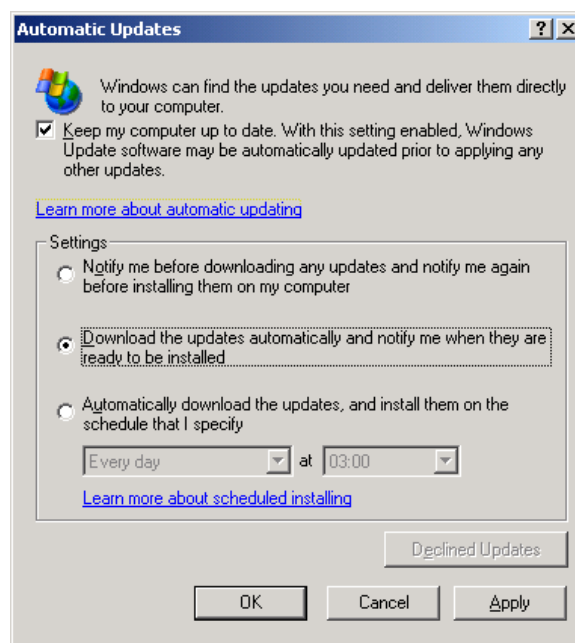 Automatic Updates
Windows can find the updates you need and deliver them directly
to your computer.
Keep my computer up to date. With this setting enabled, Windows
Update software may be automatically updated prior to applying any
other updates.
Learn more about automatic updating
Settings
Notify me before downloading any updates and notify me again
before installing them on my computer
Download the updates automatically and notify me when they are
ready to be installed
Automatically download the updates, and install them on the
schedule that I specify
Every day at 03:00
Learn more about scheduled installing
Declined Updates
OK Cancel Apply